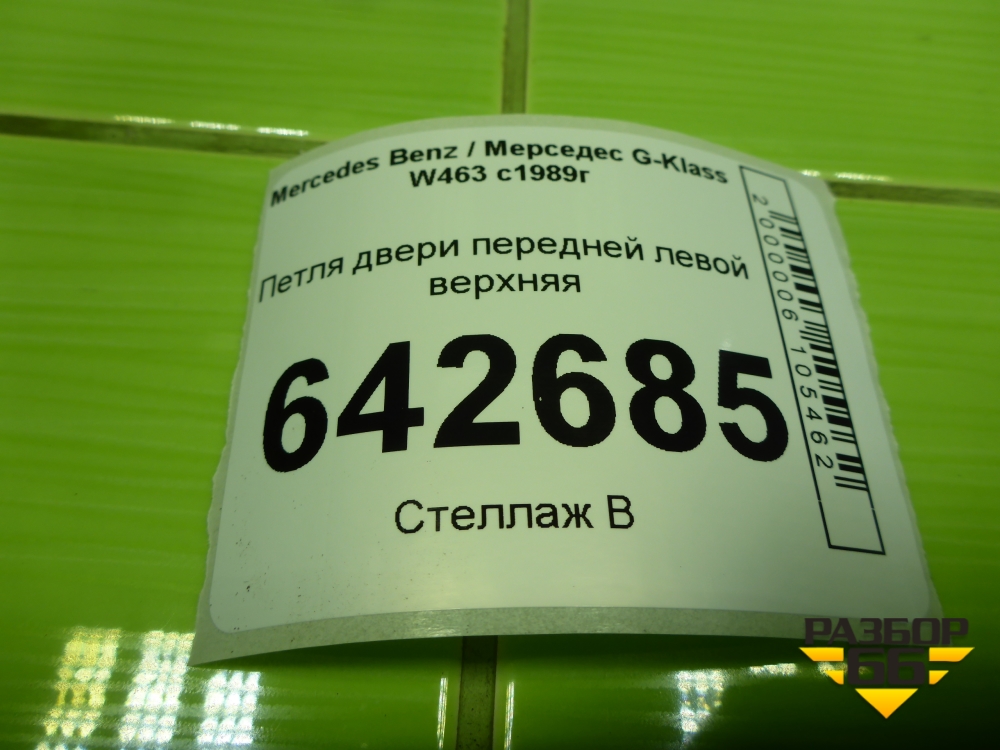 Mercedes Benz / Мерседес G-Klass
W463 с1989г
Петля двери передней левой
верхняя
642685
Стеллаж В
2000006105462
РАЗБОР
66